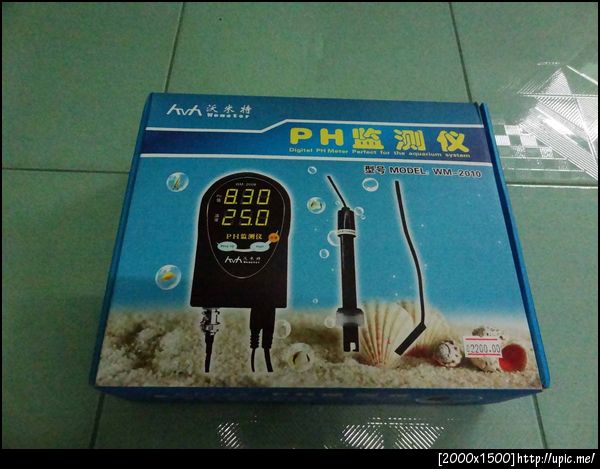 沃米特
Wometer
PH监测仪
Digital PH Meter Perfect for the aquarium system
型号 MODEL: WM-2010
8.30
25.0
PH监测仪
沃米特
02200.00
[2000x1500]http://upic.me/